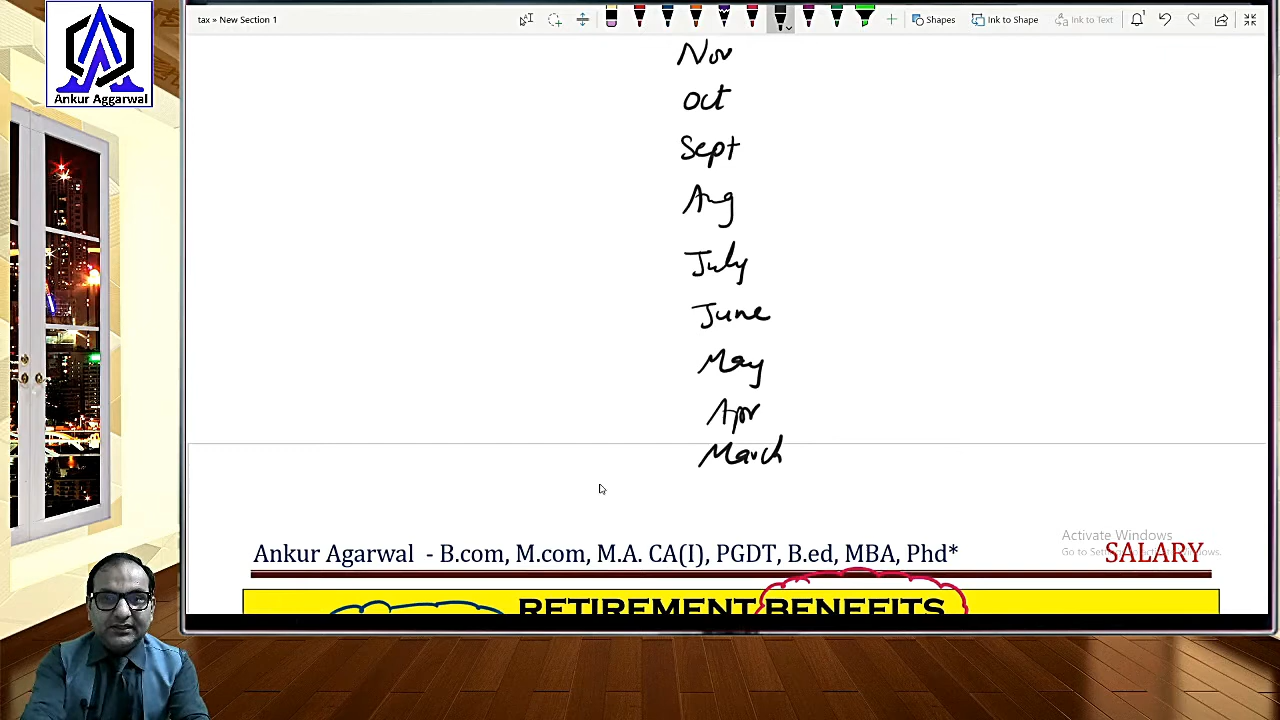 Ankur Aggarwal
tax » New Section 1
Shapes
Ink to Shape
Ink to Text
Nov
Oct
Sept
Aug
July
June
May
Apr
March
Activate Windows
Ankur Agarwal - B.com, M.com, M.A. CA(I), PGDT, B.ed, MBA, Phd*
SALARY
RETIREMENT BENEFITS